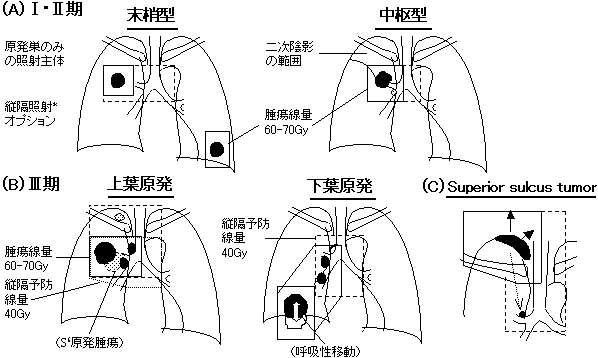 (A) Ⅰ・Ⅱ期
末梢型
中枢型
原発巣のみ
の照射主体
縦隔照射*
オプション
二次陰影
の範囲
腫瘍線量
60-70Gy
(B) Ⅲ期
上葉原発
下葉原発
(C) Superior sulcus tumor
腫瘍線量
60-70Gy
縦隔予防
線量
40Gy
(S⁶原発腫瘍)
縦隔予防
線量
40Gy
(呼吸性移動)